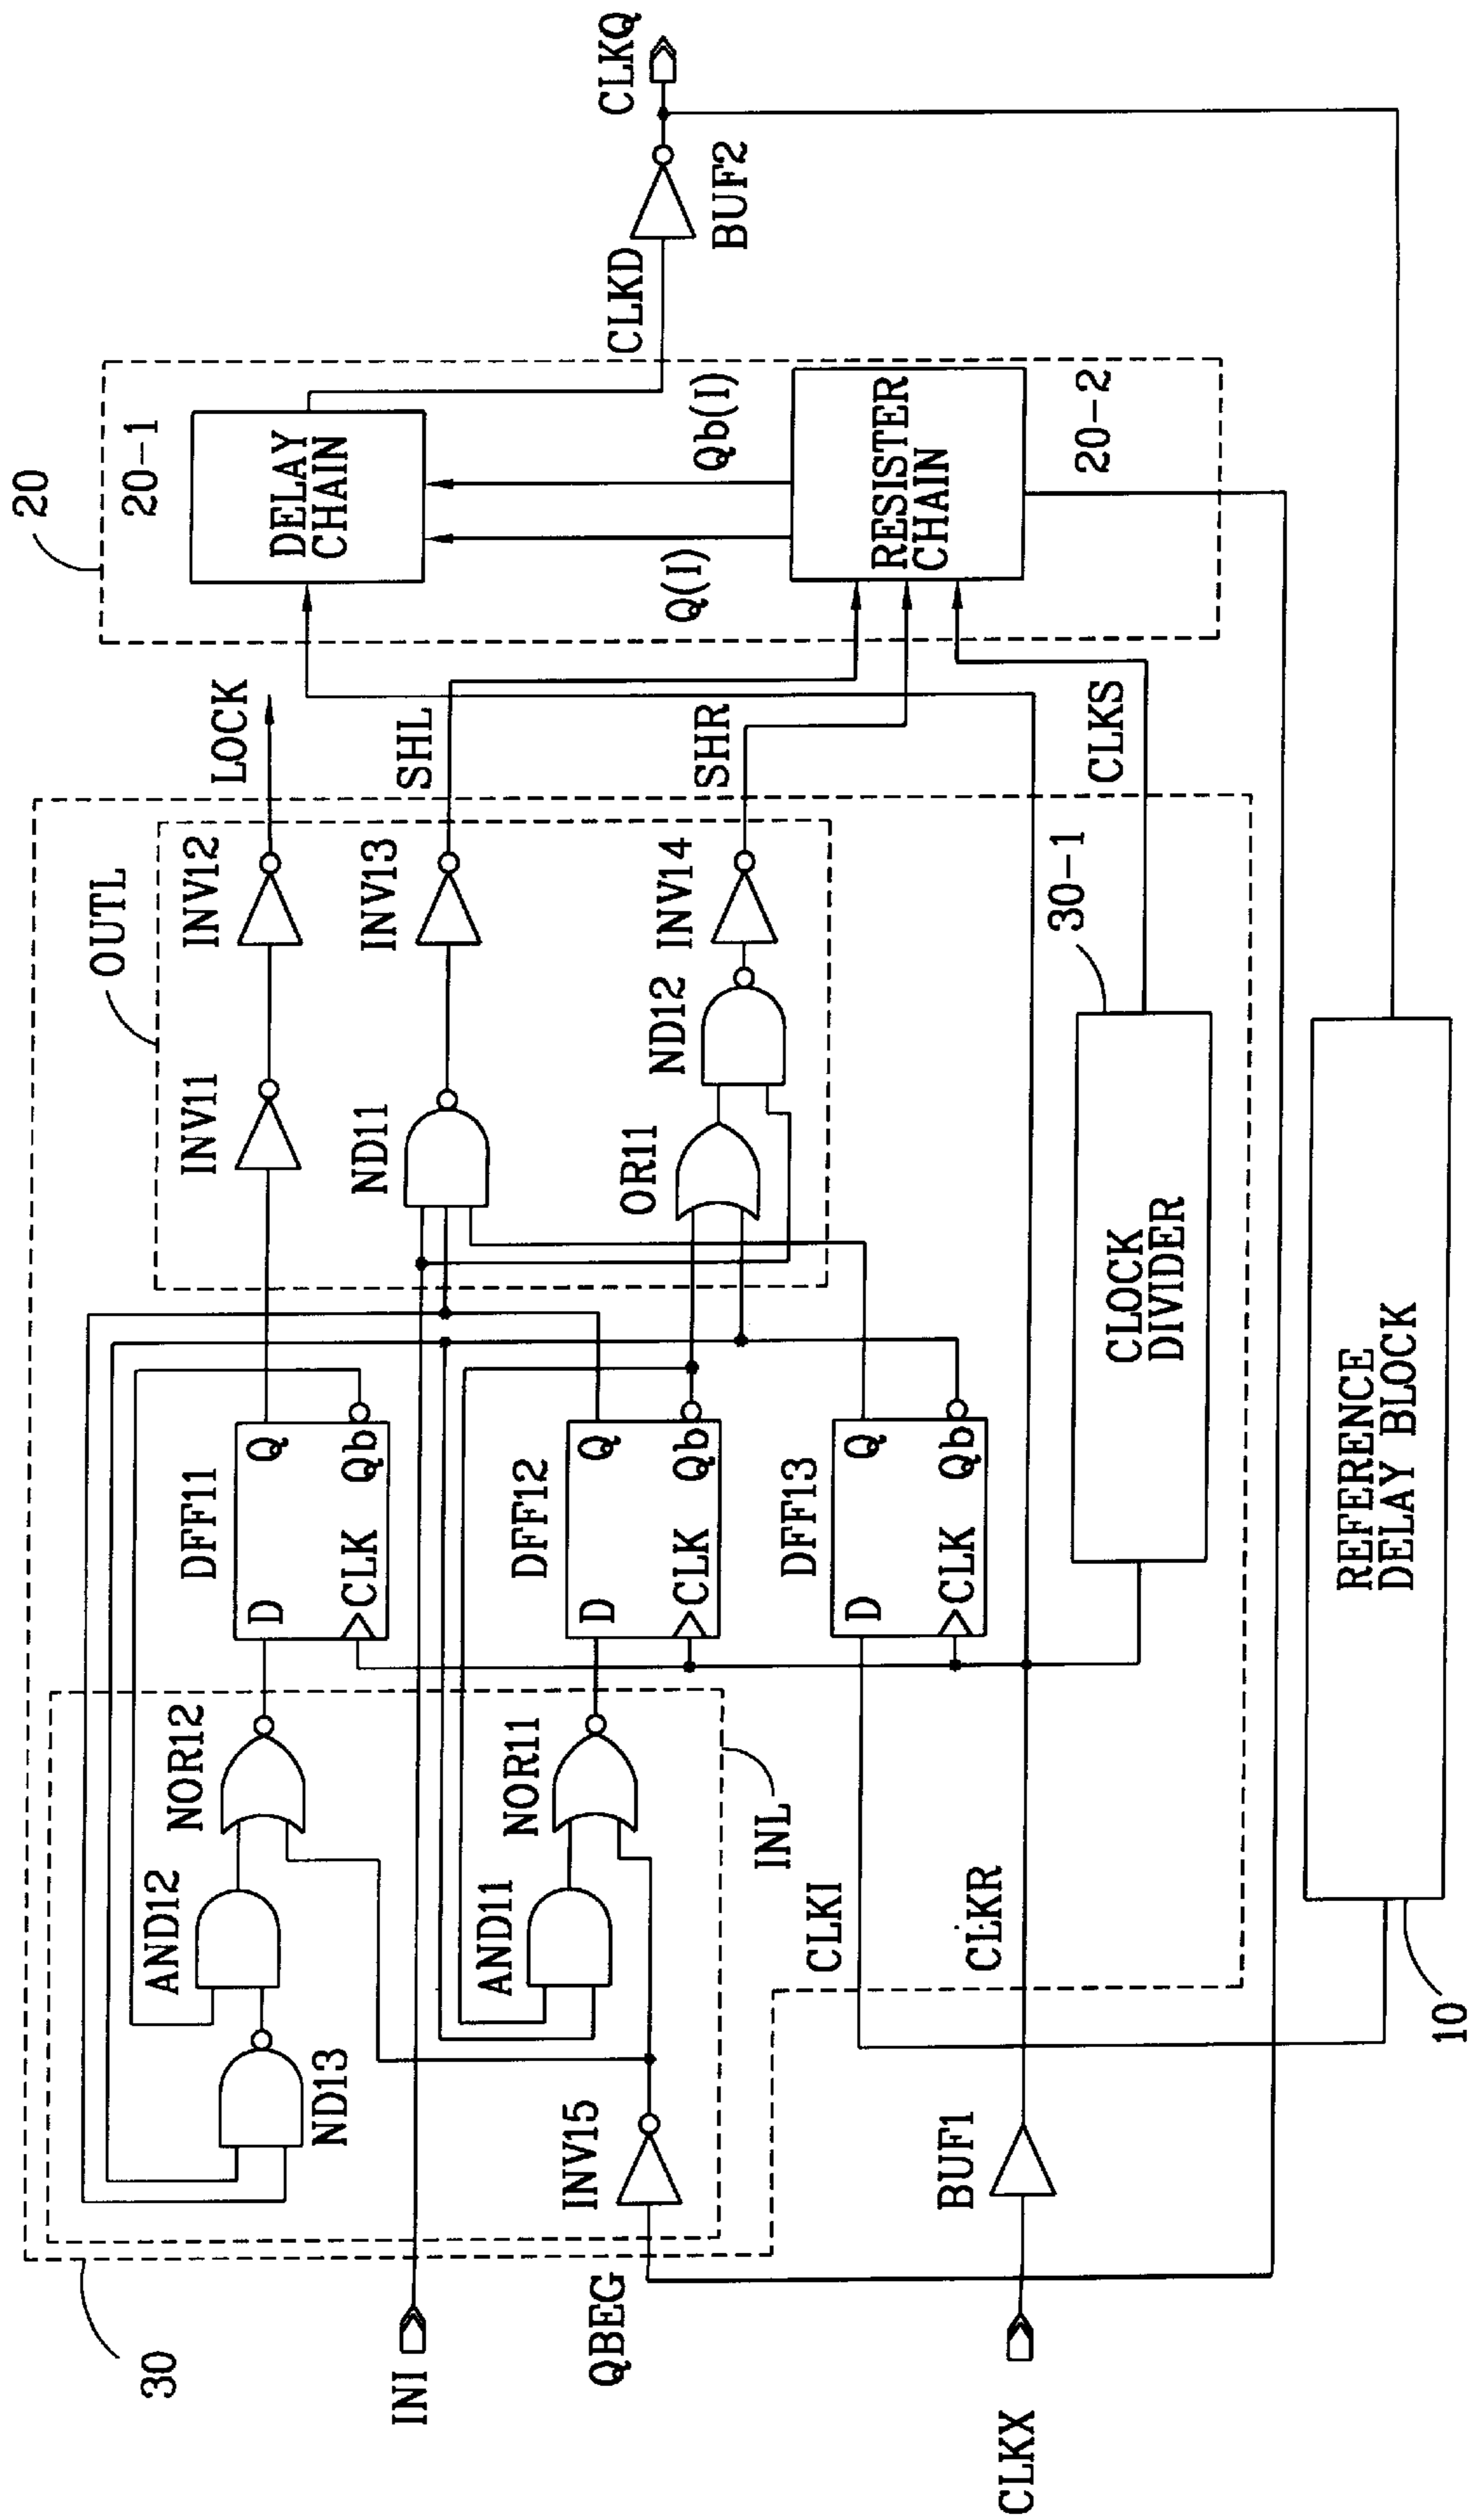 30
INI
QBEG
CLKX
ND13
AND12
NOR12
INV15
AND11
NOR11
INL
BUF1
CLKI
CLKR
10
DFF11
D
Q
CLK
Qb
DFF12
D
Q
CLK
Qb
DFF13
D
Q
CLK
Qb
CLOCK
DIVIDER
30-1
REFERENCE
DELAY BLOCK
OUTL
INV11
INV12
LOCK
ND11
INV13
SHL
OR11
ND12
INV14
SHR
CLKS
20
20-1
DELAY
CHAIN
Q(I)
Qb(I)
RESISTER
CHAIN
20-2
CLKD
BUF2
CLKQ